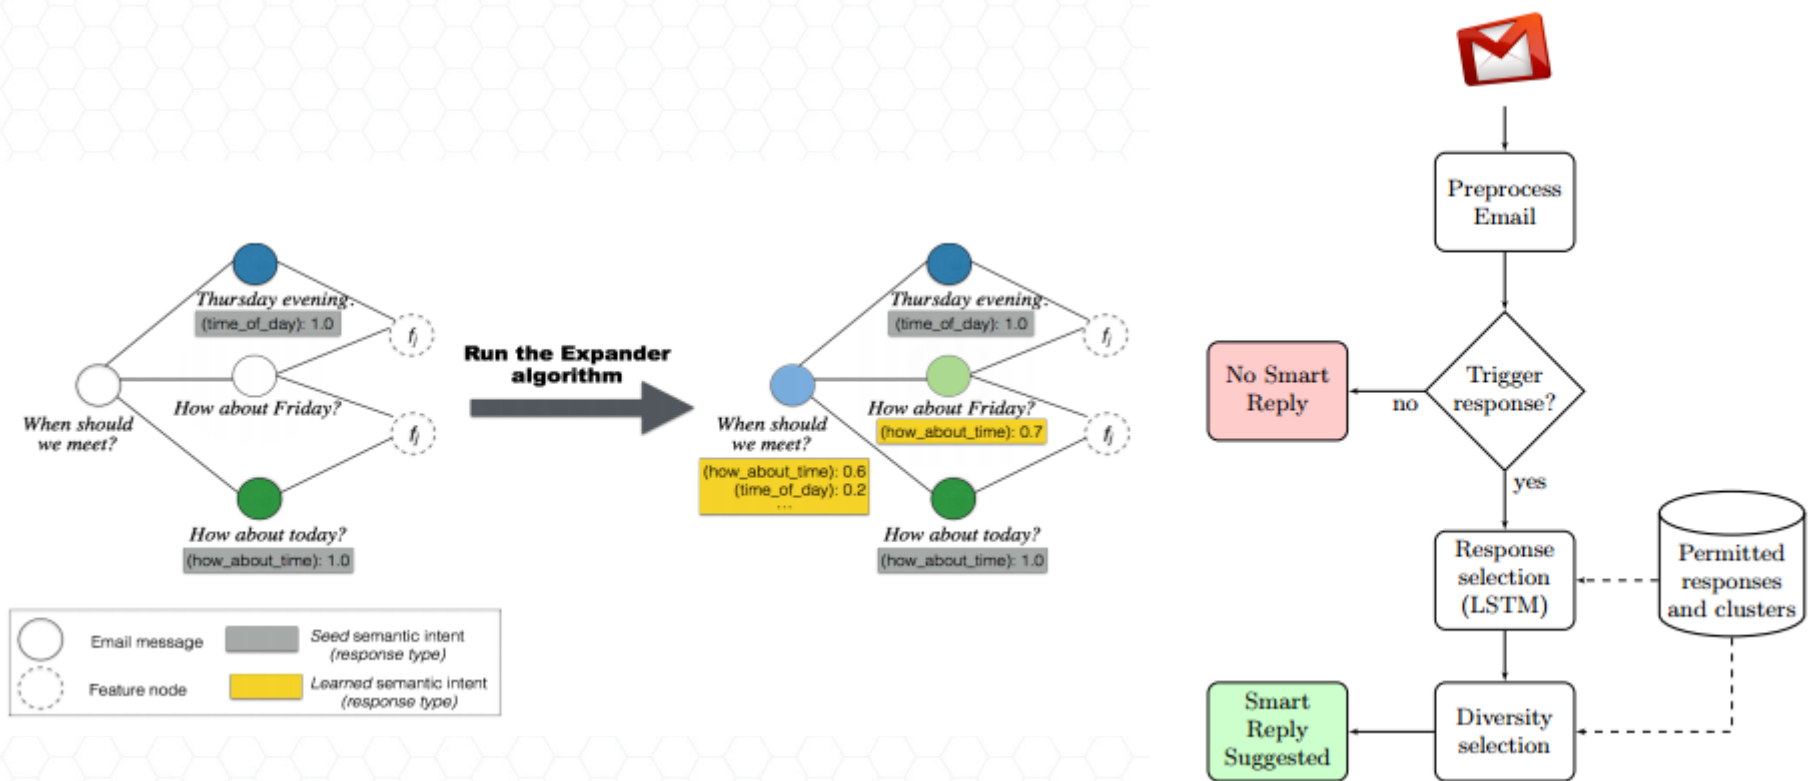 Thursday evening.
(time_of_day): 1.0
fj
When should
we meet?
How about Friday?
fj
How about today?
(how_about_time): 1.0
Run the Expander
algorithm
Thursday evening.
(time_of_day): 1.0
fj
When should
we meet?
(how_about_time): 0.6
(time_of_day): 0.2
...
How about Friday?
(how_about_time): 0.7
fj
How about today?
(how_about_time): 1.0
Email message
Feature node
Seed semantic intent
(response type)
Learned semantic intent
(response type)
Preprocess
Email
Trigger
response?
no
No Smart
Reply
yes
Response
selection
(LSTM)
Permitted
responses
and clusters
Diversity
selection
Smart
Reply
Suggested